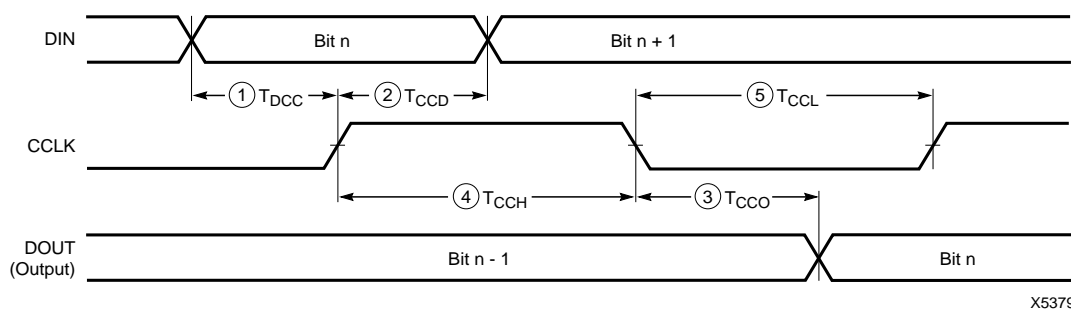 DIN
Bit n
Bit n + 1
1 TDCC
2 TCCD
5 TCCL
CCLK
4 TCCH
3 TCCO
DOUT
(Output)
Bit n - 1
Bit n
X5379